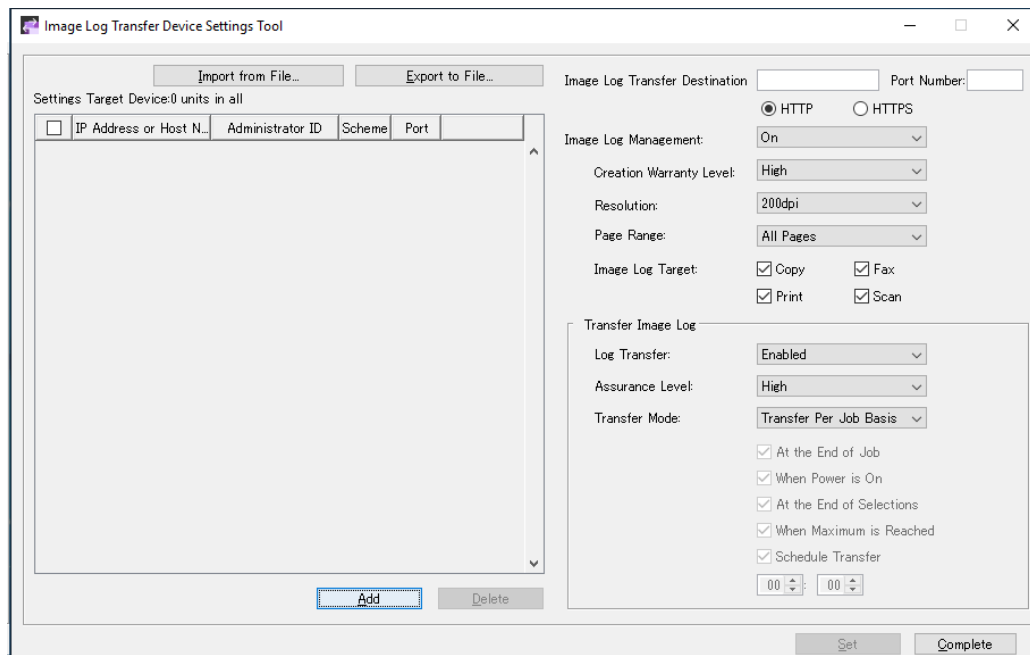 Image Log Transfer Device Settings Tool
Import from File... Export to File...
Settings Target Device:0 units in all
IP Address or Host N... Administrator ID Scheme Port
Add Delete
Image Log Transfer Destination Port Number:
HTTP HTTPS
Image Log Management: On
Creation Warranty Level: High
Resolution: 200dpi
Page Range: All Pages
Image Log Target: Copy Fax
Print Scan
Transfer Image Log
Log Transfer: Enabled
Assurance Level: High
Transfer Mode: Transfer Per Job Basis
At the End of Job
When Power is On
At the End of Selections
When Maximum is Reached
Schedule Transfer
00 : 00
Set Complete